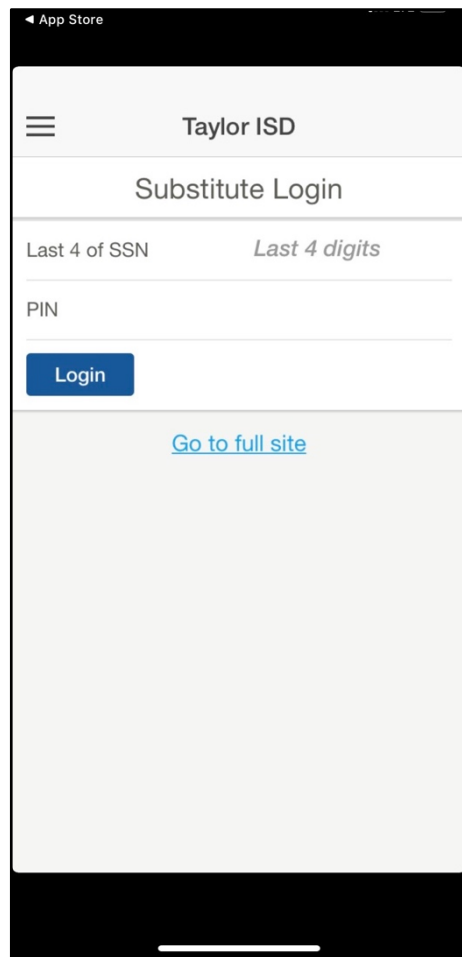 ◀ App Store
Taylor ISD
Substitute Login
Last 4 of SSN Last 4 digits
PIN
Login
Go to full site